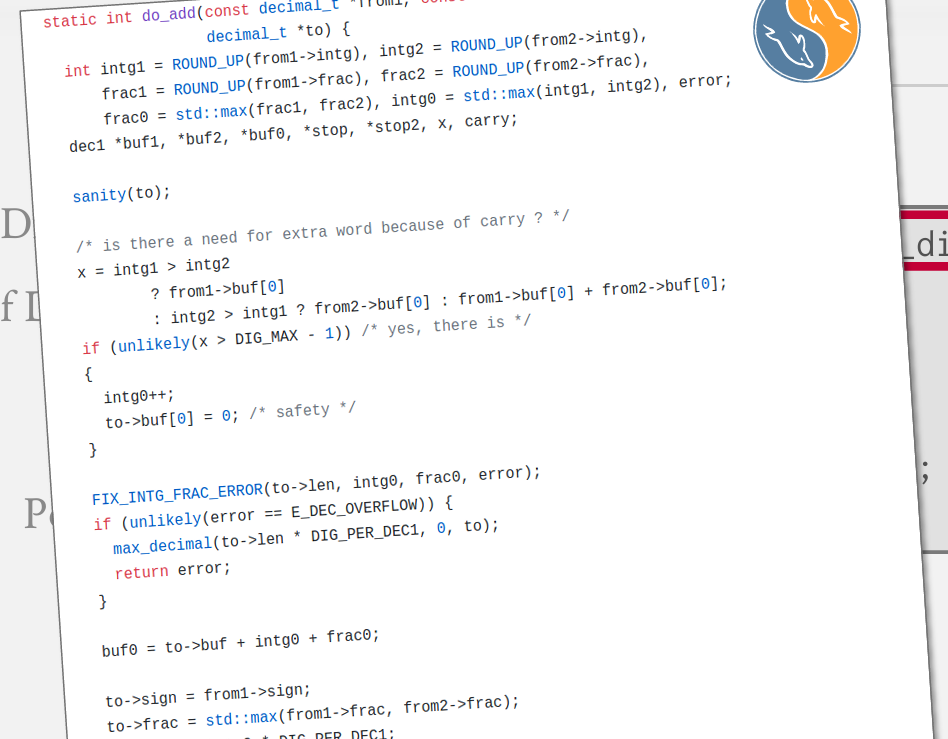 static int do_add(const decimal_t *from1, const
decimal_t *to) {
int intg1 = ROUND_UP(from1->intg), intg2 = ROUND_UP(from2->intg),
frac1 = ROUND_UP(from1->frac), frac2 = ROUND_UP(from2->frac),
frac0 = std::max(frac1, frac2), intg0 = std::max(intg1, intg2), error;
dec1 *buf1, *buf2, *buf0, *stop, *stop2, x, carry;
sanity(to);
D
/* is there a need for extra word because of carry ? */
_di
x = intg1 > intg2
? from1->buf[0]
f
: intg2 > intg1 ? from2->buf[0] : from1->buf[0] + from2->buf[0];
if (unlikely(x > DIG_MAX - 1)) /* yes, there is */
{
intg0++;
to->buf[0] = 0; /* safety */
}
;
FIX_INTG_FRAC_ERROR(to->len, intg0, frac0, error);
P
if (unlikely(error == E_DEC_OVERFLOW)) {
max_decimal(to->len * DIG_PER_DEC1, 0, to);
return error;
}
buf0 = to->buf + intg0 + frac0;
to->sign = from1->sign;
to->frac = std::max(from1->frac, from2->frac);
* DIG_PER_DEC1;